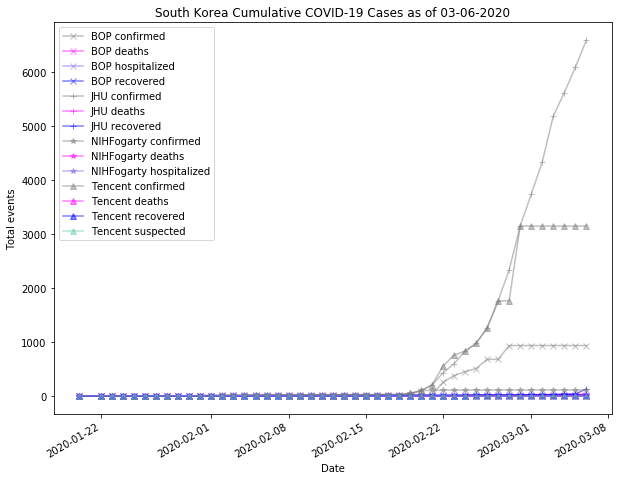 South Korea Cumulative COVID-19 Cases as of 03-06-2020
BOP confirmed
BOP deaths
BOP hospitalized
BOP recovered
JHU confirmed
JHU deaths
JHU recovered
NIHFogarty confirmed
NIHFogarty deaths
NIHFogarty hospitalized
Tencent confirmed
Tencent deaths
Tencent recovered
Tencent suspected
Total events
6000
5000
4000
3000
2000
1000
0
2020-01-22
2020-02-01
2020-02-08
2020-02-15
2020-02-22
2020-03-01
2020-03-08
Date